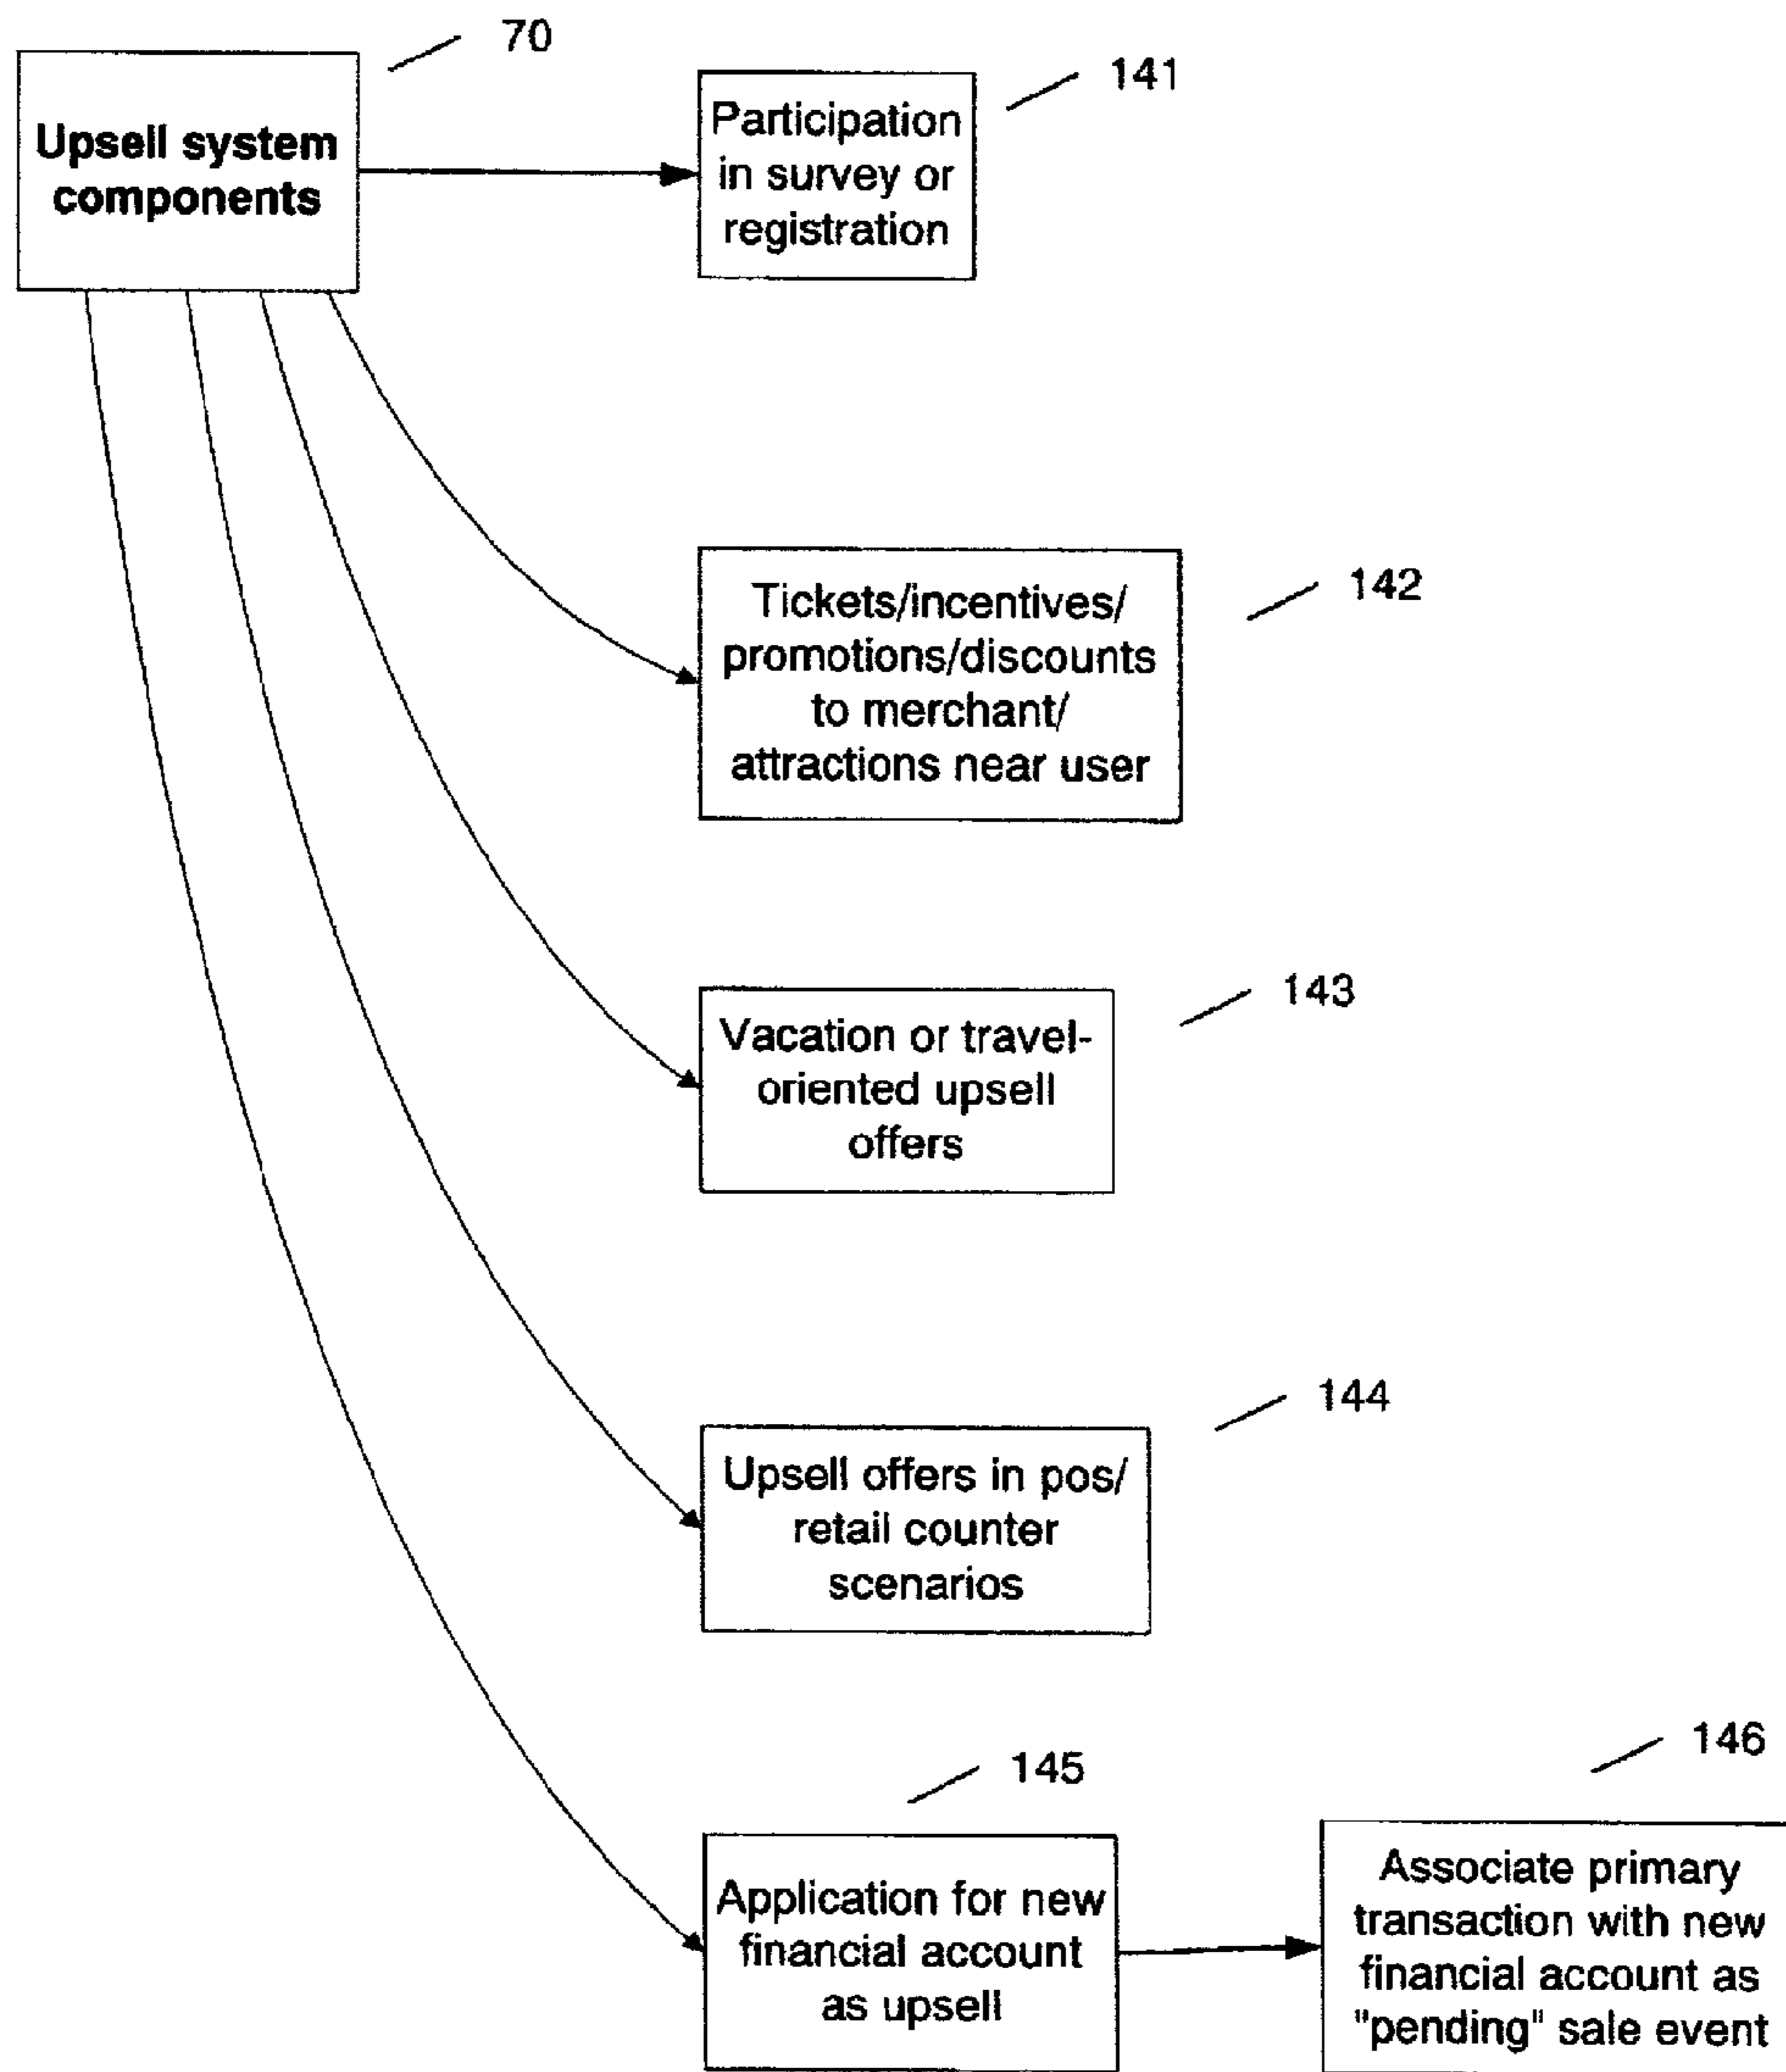 70
Upsell system
components
141
Participation
in survey or
registration
142
Tickets/incentives/
promotions/discounts
to merchant/
attractions near user
143
Vacation or travel-
oriented upsell
offers
144
Upsell offers in pos/
retail counter
scenarios
145
Application for new
financial account
as upsell
146
Associate primary
transaction with new
financial account as
"pending" sale event